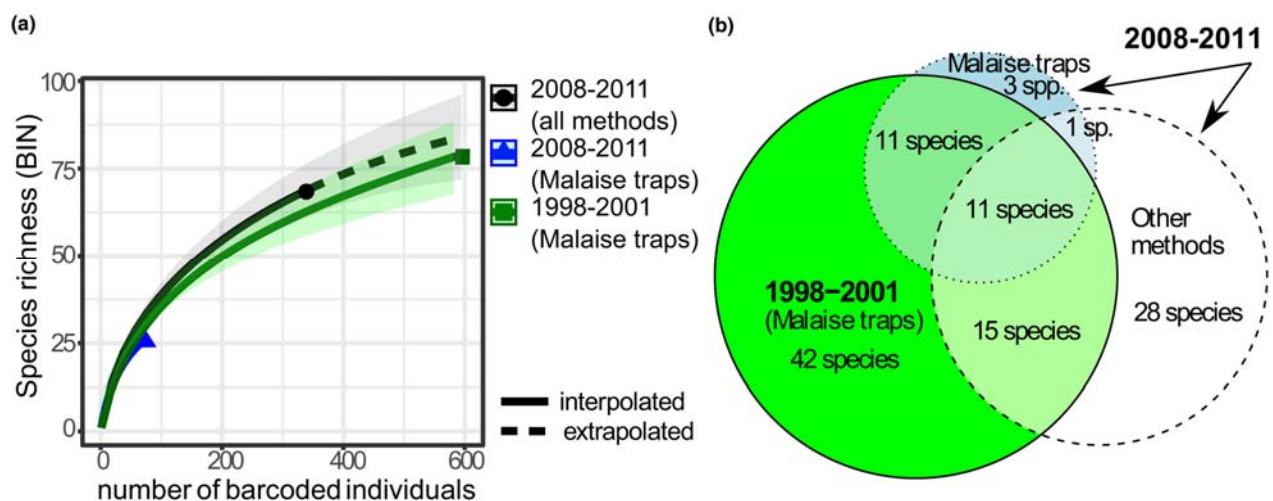 (a)
100
75
50
25
0
Species richness (BIN)
0 200 400 600
number of barcoded individuals
2008-2011
(all methods)
2008-2011
(Malaise traps)
1998-2001
(Malaise traps)
interpolated
extrapolated
(b)
2008-2011
Malaise traps
3 spp.
1 sp.
11 species
11 species
Other
methods
28 species
1998–2001
(Malaise traps)
42 species
15 species